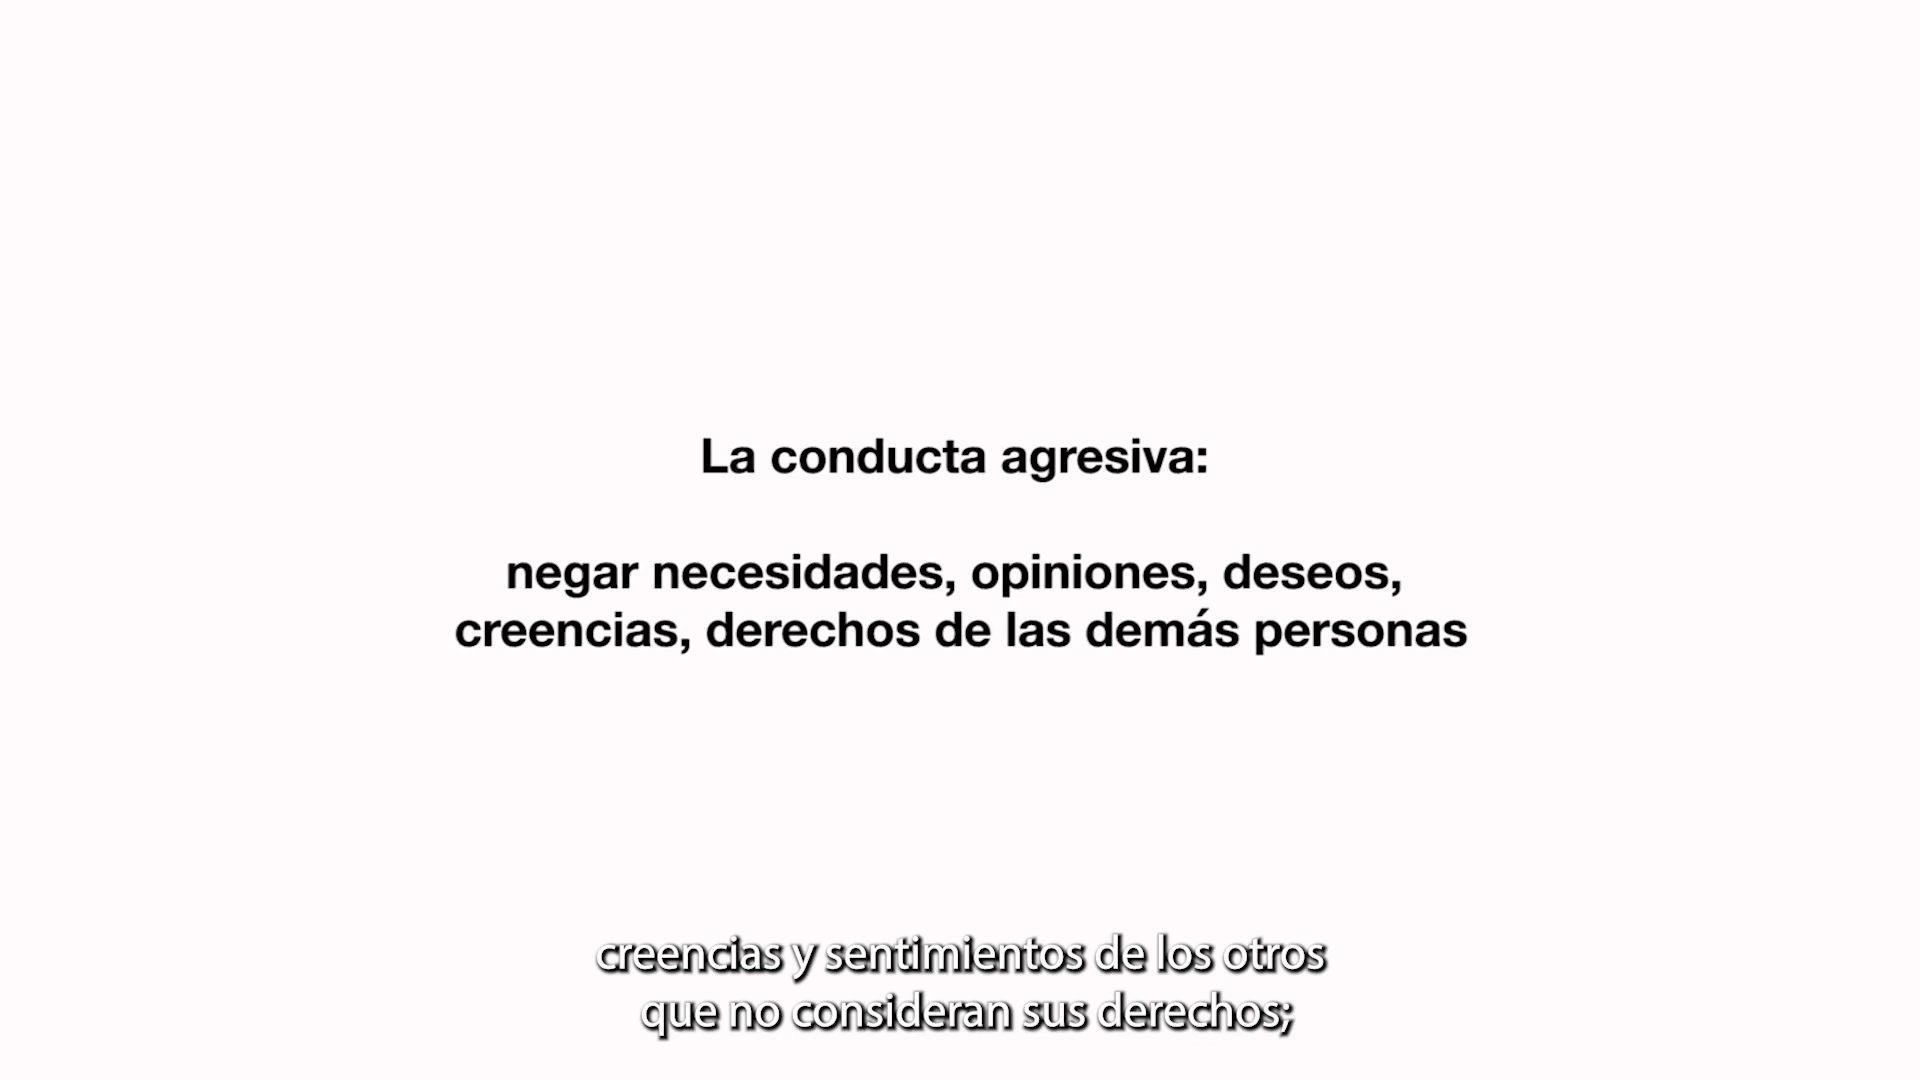 La conducta agresiva:
negar necesidades, opiniones, deseos,
creencias, derechos de las demás personas
creencias y sentimientos de los otros
que no consideran sus derechos;